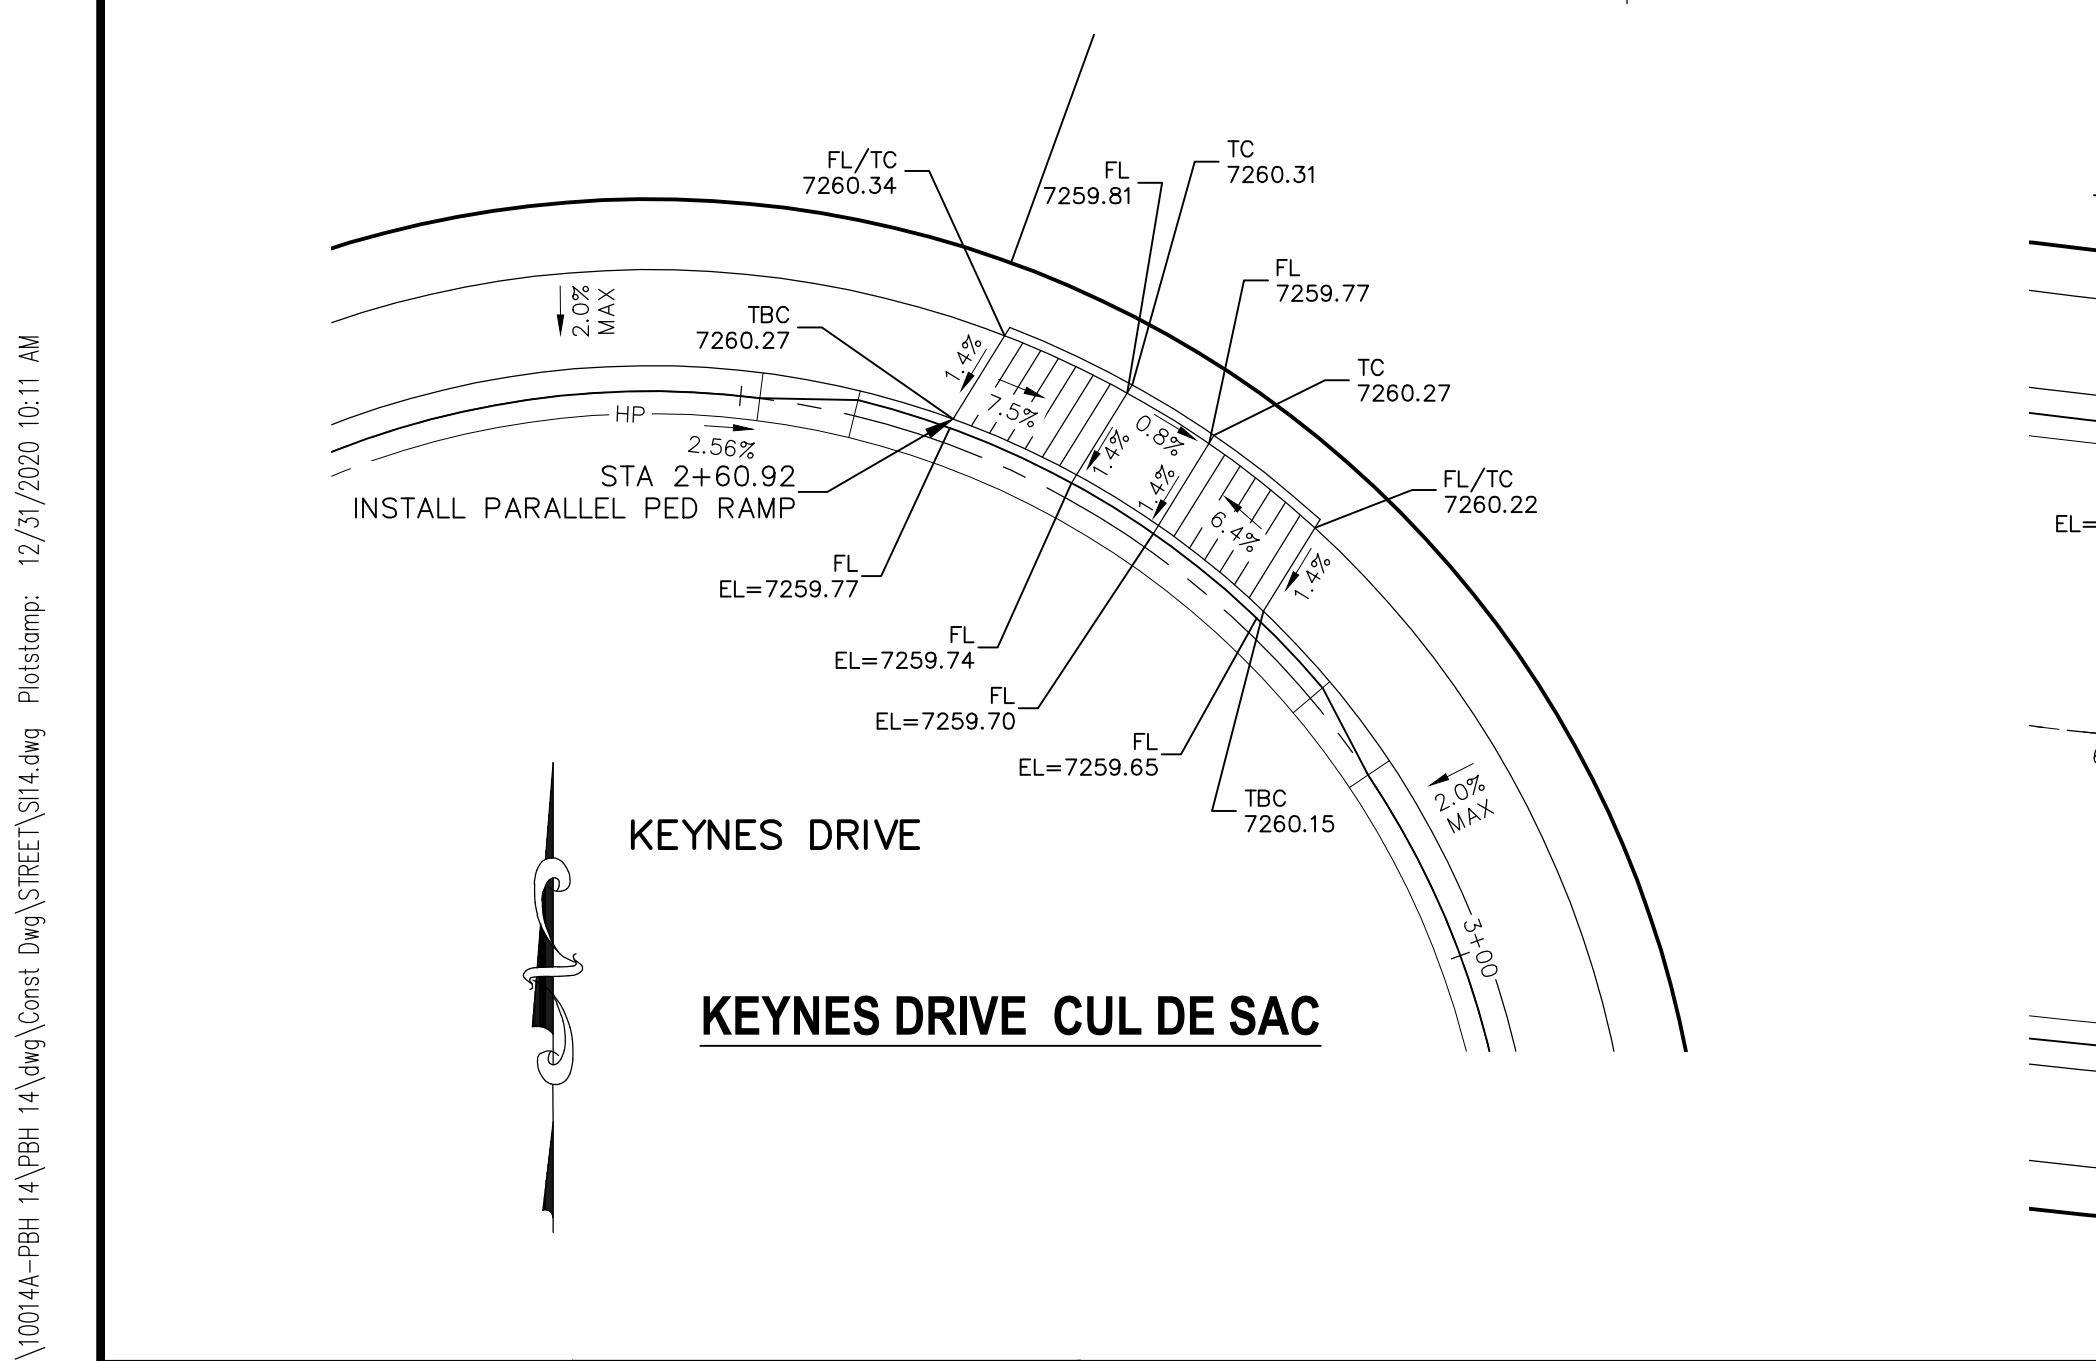 \10014A-PBH 14\PBH 14\dwg\Const Dwg\STREET\SI14.dwg Plotstamp: 12/31/2020 10:11 AM
FL/TC
7260.34
FL
7259.81
TC
7260.31
FL
7259.77
TC
7260.27
FL/TC
7260.22
2.0%
MAX
TBC
7260.27
1.4%
7.5%
0.8%
1.4%
1.4%
6.4%
1.4%
HP
2.56%
STA 2+60.92
INSTALL PARALLEL PED RAMP
FL
EL=7259.77
FL
EL=7259.74
FL
EL=7259.70
FL
EL=7259.65
TBC
7260.15
2.0%
MAX
3+00
EL=
KEYNES DRIVE
KEYNES DRIVE CUL DE SAC